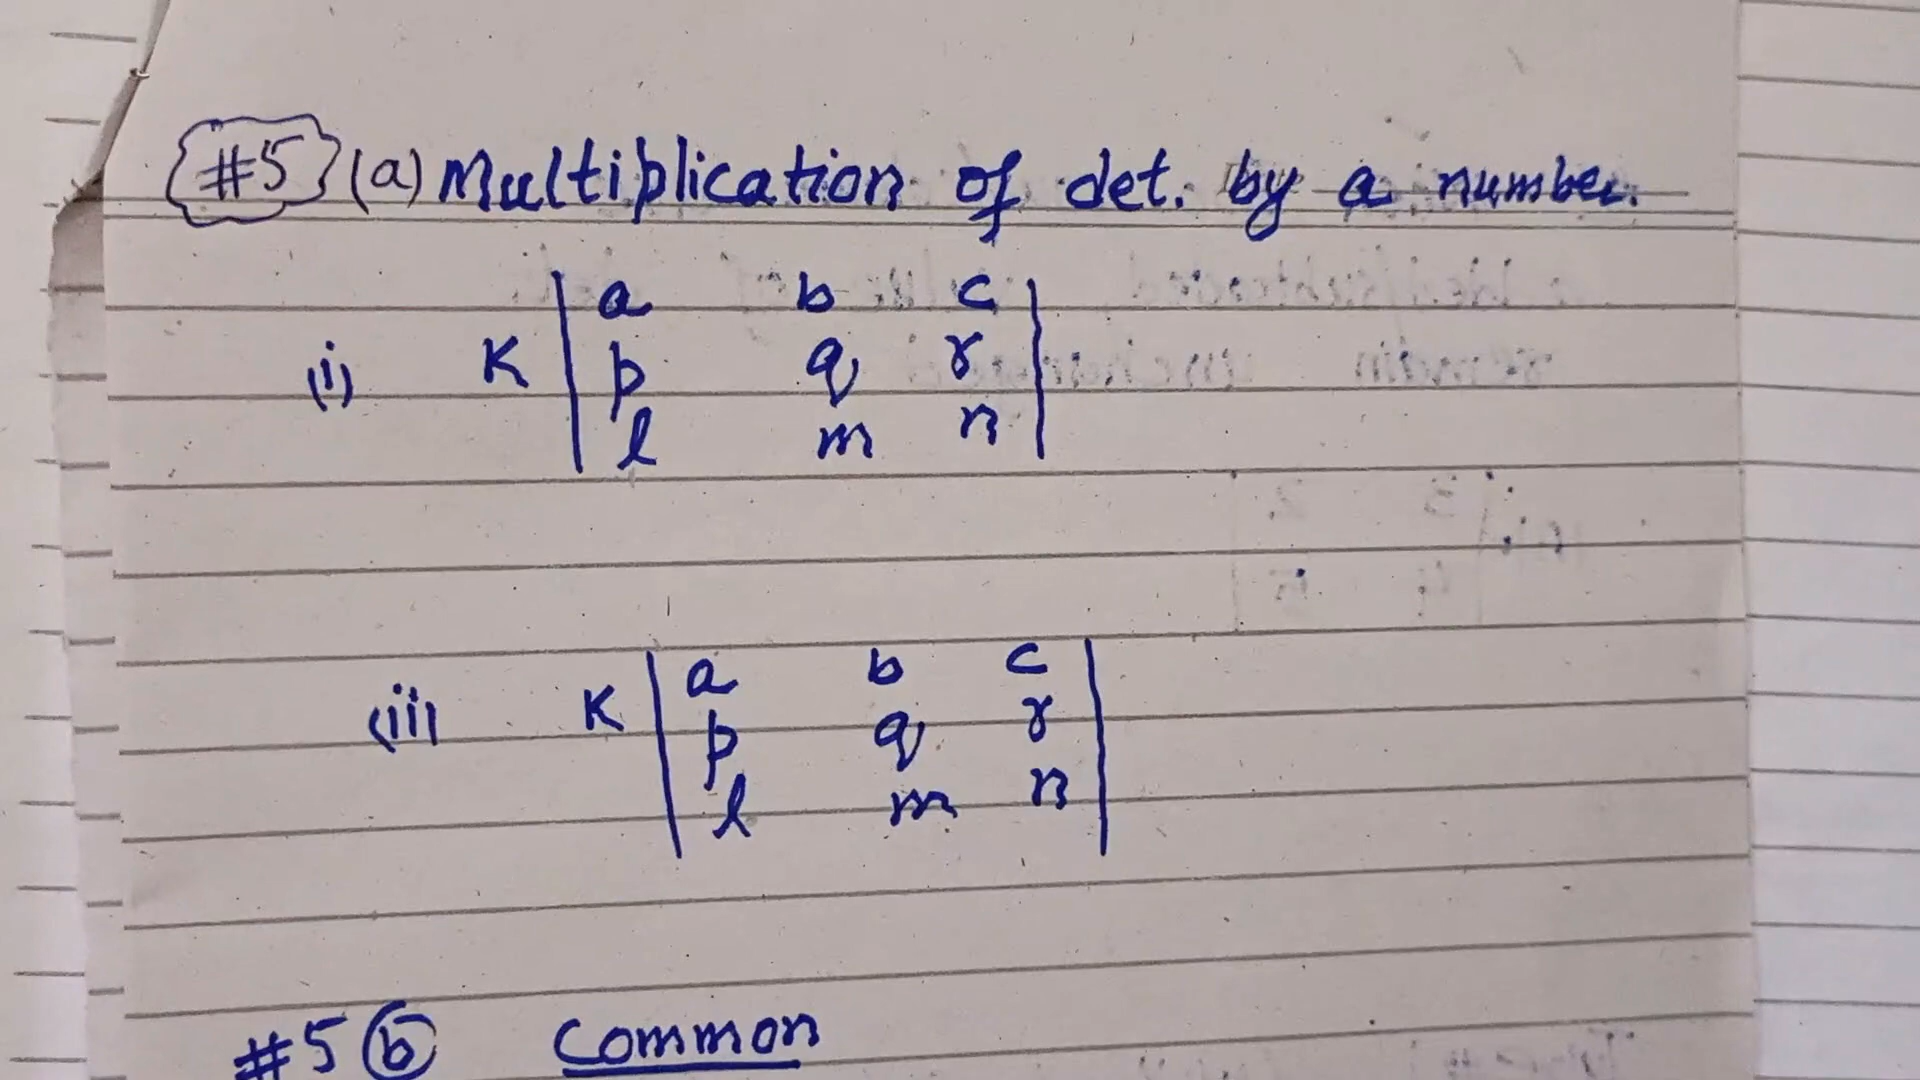 #5 (a) Multiplication of det. by a number.
a b c
(i) K p q r
l m n
a b c
(ii) K p q r
l m n
#5 (b) Common